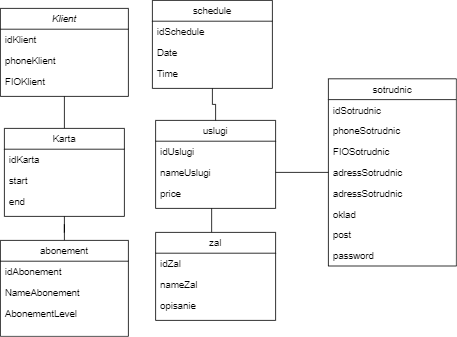 Klient
idKlient
phoneKlient
FIOKlient
Karta
idKarta
start
end
abonement
idAbonement
NameAbonement
AbonementLevel
schedule
idSchedule
Date
Time
uslugi
idUslugi
nameUslugi
price
zal
idZal
nameZal
opisanie
sotrudnic
idSotrudnic
phoneSotrudnic
FIOSotrudnic
adressSotrudnic
adressSotrudnic
oklad
post
password